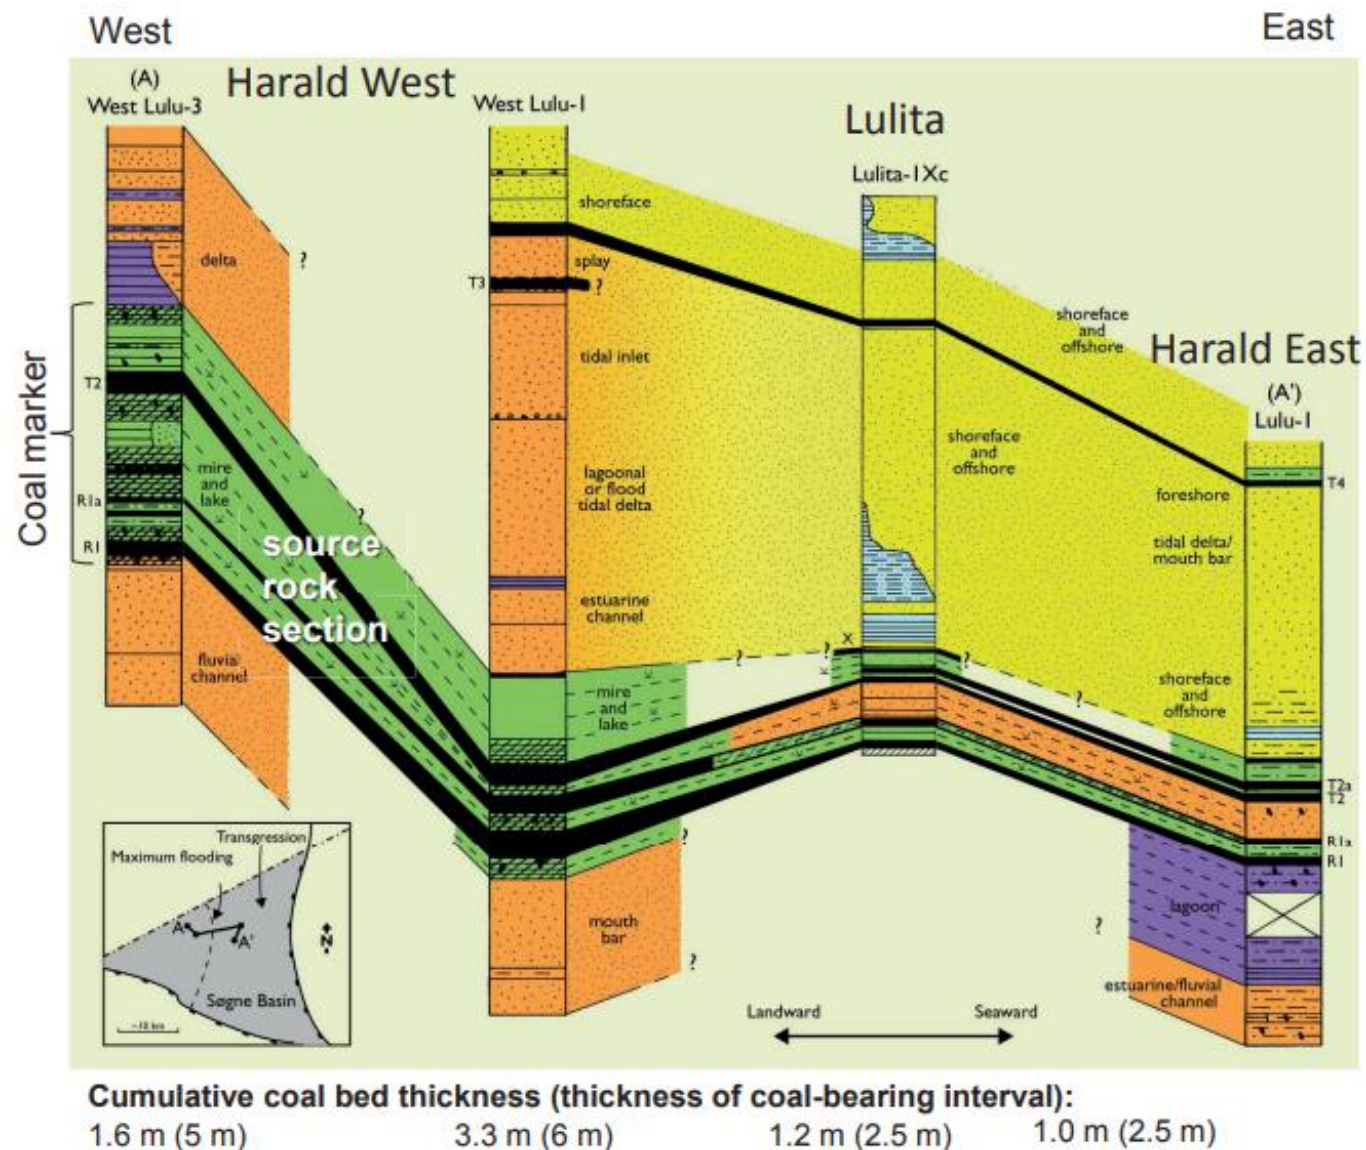 West
East
(A)
West Lulu-3
Harald West
West Lulu-1
Lulita
Lulita-1Xc
Harald East
(A')
Lulu-1
shoreface
splay
T3
?
delta
?
tidal inlet
shoreface
and
offshore
Coal marker
T2
mire
and
lake
R1a
R1
?
source
rock
section
lagoonal
or flood
tidal delta
shoreface
and
offshore
foreshore
T4
tidal delta/
mouth bar
estuarine
channel
fluvial
channel
mire
and
lake
?
?
X
?
?
shoreface
and
offshore
T2a
T2
R1a
R1
?
mouth
bar
?
lagoon
?
estuarine/fluvial
channel
Transgression
Maximum flooding
A
A'
N
Søgne Basin
~10 km
Landward
Seaward
Cumulative coal bed thickness (thickness of coal-bearing interval):
1.6 m (5 m) 3.3 m (6 m) 1.2 m (2.5 m) 1.0 m (2.5 m)